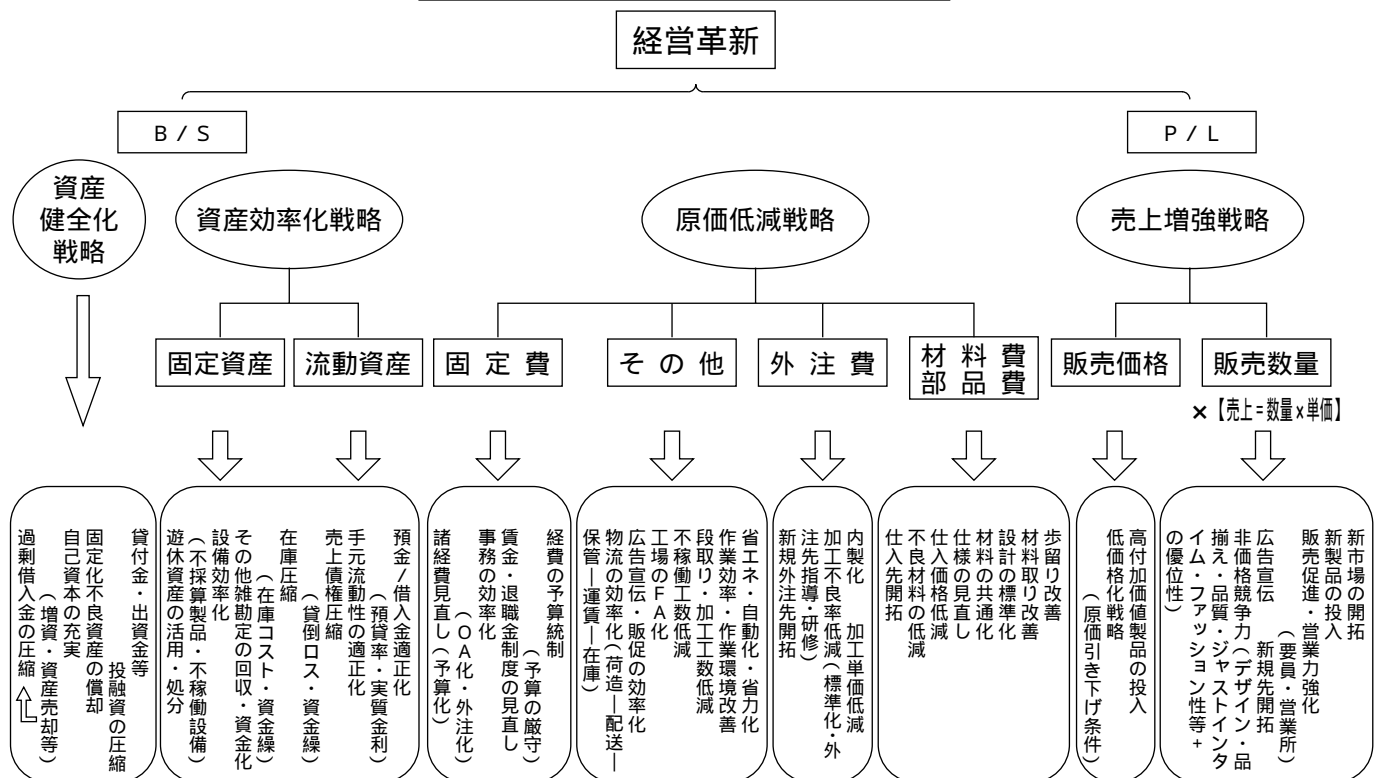 経営革新
B / S
P / L
資産
健全化
戦略
資産効率化戦略
原価低減戦略
売上増強戦略
固定資産
流動資産
固 定 費
そ の 他
外 注 費
材 料 費
部 品 費
販売価格
販売数量
×【売上=数量x単価】
貸付金・出資金等
投融資の圧縮
固定化不良資産の償却
自己資本の充実
(増資・資産売却等)
過剰借入金の圧縮
預金/借入金適正化
(預貸率・実質金利)
手元流動性の適正化
売上債権圧縮
(貸倒ロス・資金繰)
在庫圧縮
(在庫コスト・資金繰)
その他雑勘定の回収・資金化
設備効率化
(不採算製品・不稼働設備)
遊休資産の活用・処分
経費の予算統制
(予算の厳守)
賃金・退職金制度の見直し
事務の効率化
(OA化・外注化)
諸経費見直し(予算化)
省エネ・自動化・省力化
作業効率・作業環境改善
段取り・加工工数低減
不稼働工数低減
工場のFA化
広告宣伝・販促の効率化
物流の効率化(荷造―配送―
保管―運賃―在庫)
内製化 加工単価低減
加工不良率低減(標準化・外
注先指導・研修)
新規外注先開拓
歩留り改善
材料取り改善
設計の標準化
材料の共通化
仕様の見直し
仕入価格低減
不良材料の低減
仕入先開拓
高付加価値製品の投入
低価格化戦略
(原価引き下げ条件)
新市場の開拓
新製品の投入
販売促進・営業力強化
(要員・営業所)
広告宣伝 新規先開拓
非価格競争力(デザイン・品
揃え・品質・ジャストインタ
イム・ファッション性等+
の優位性)